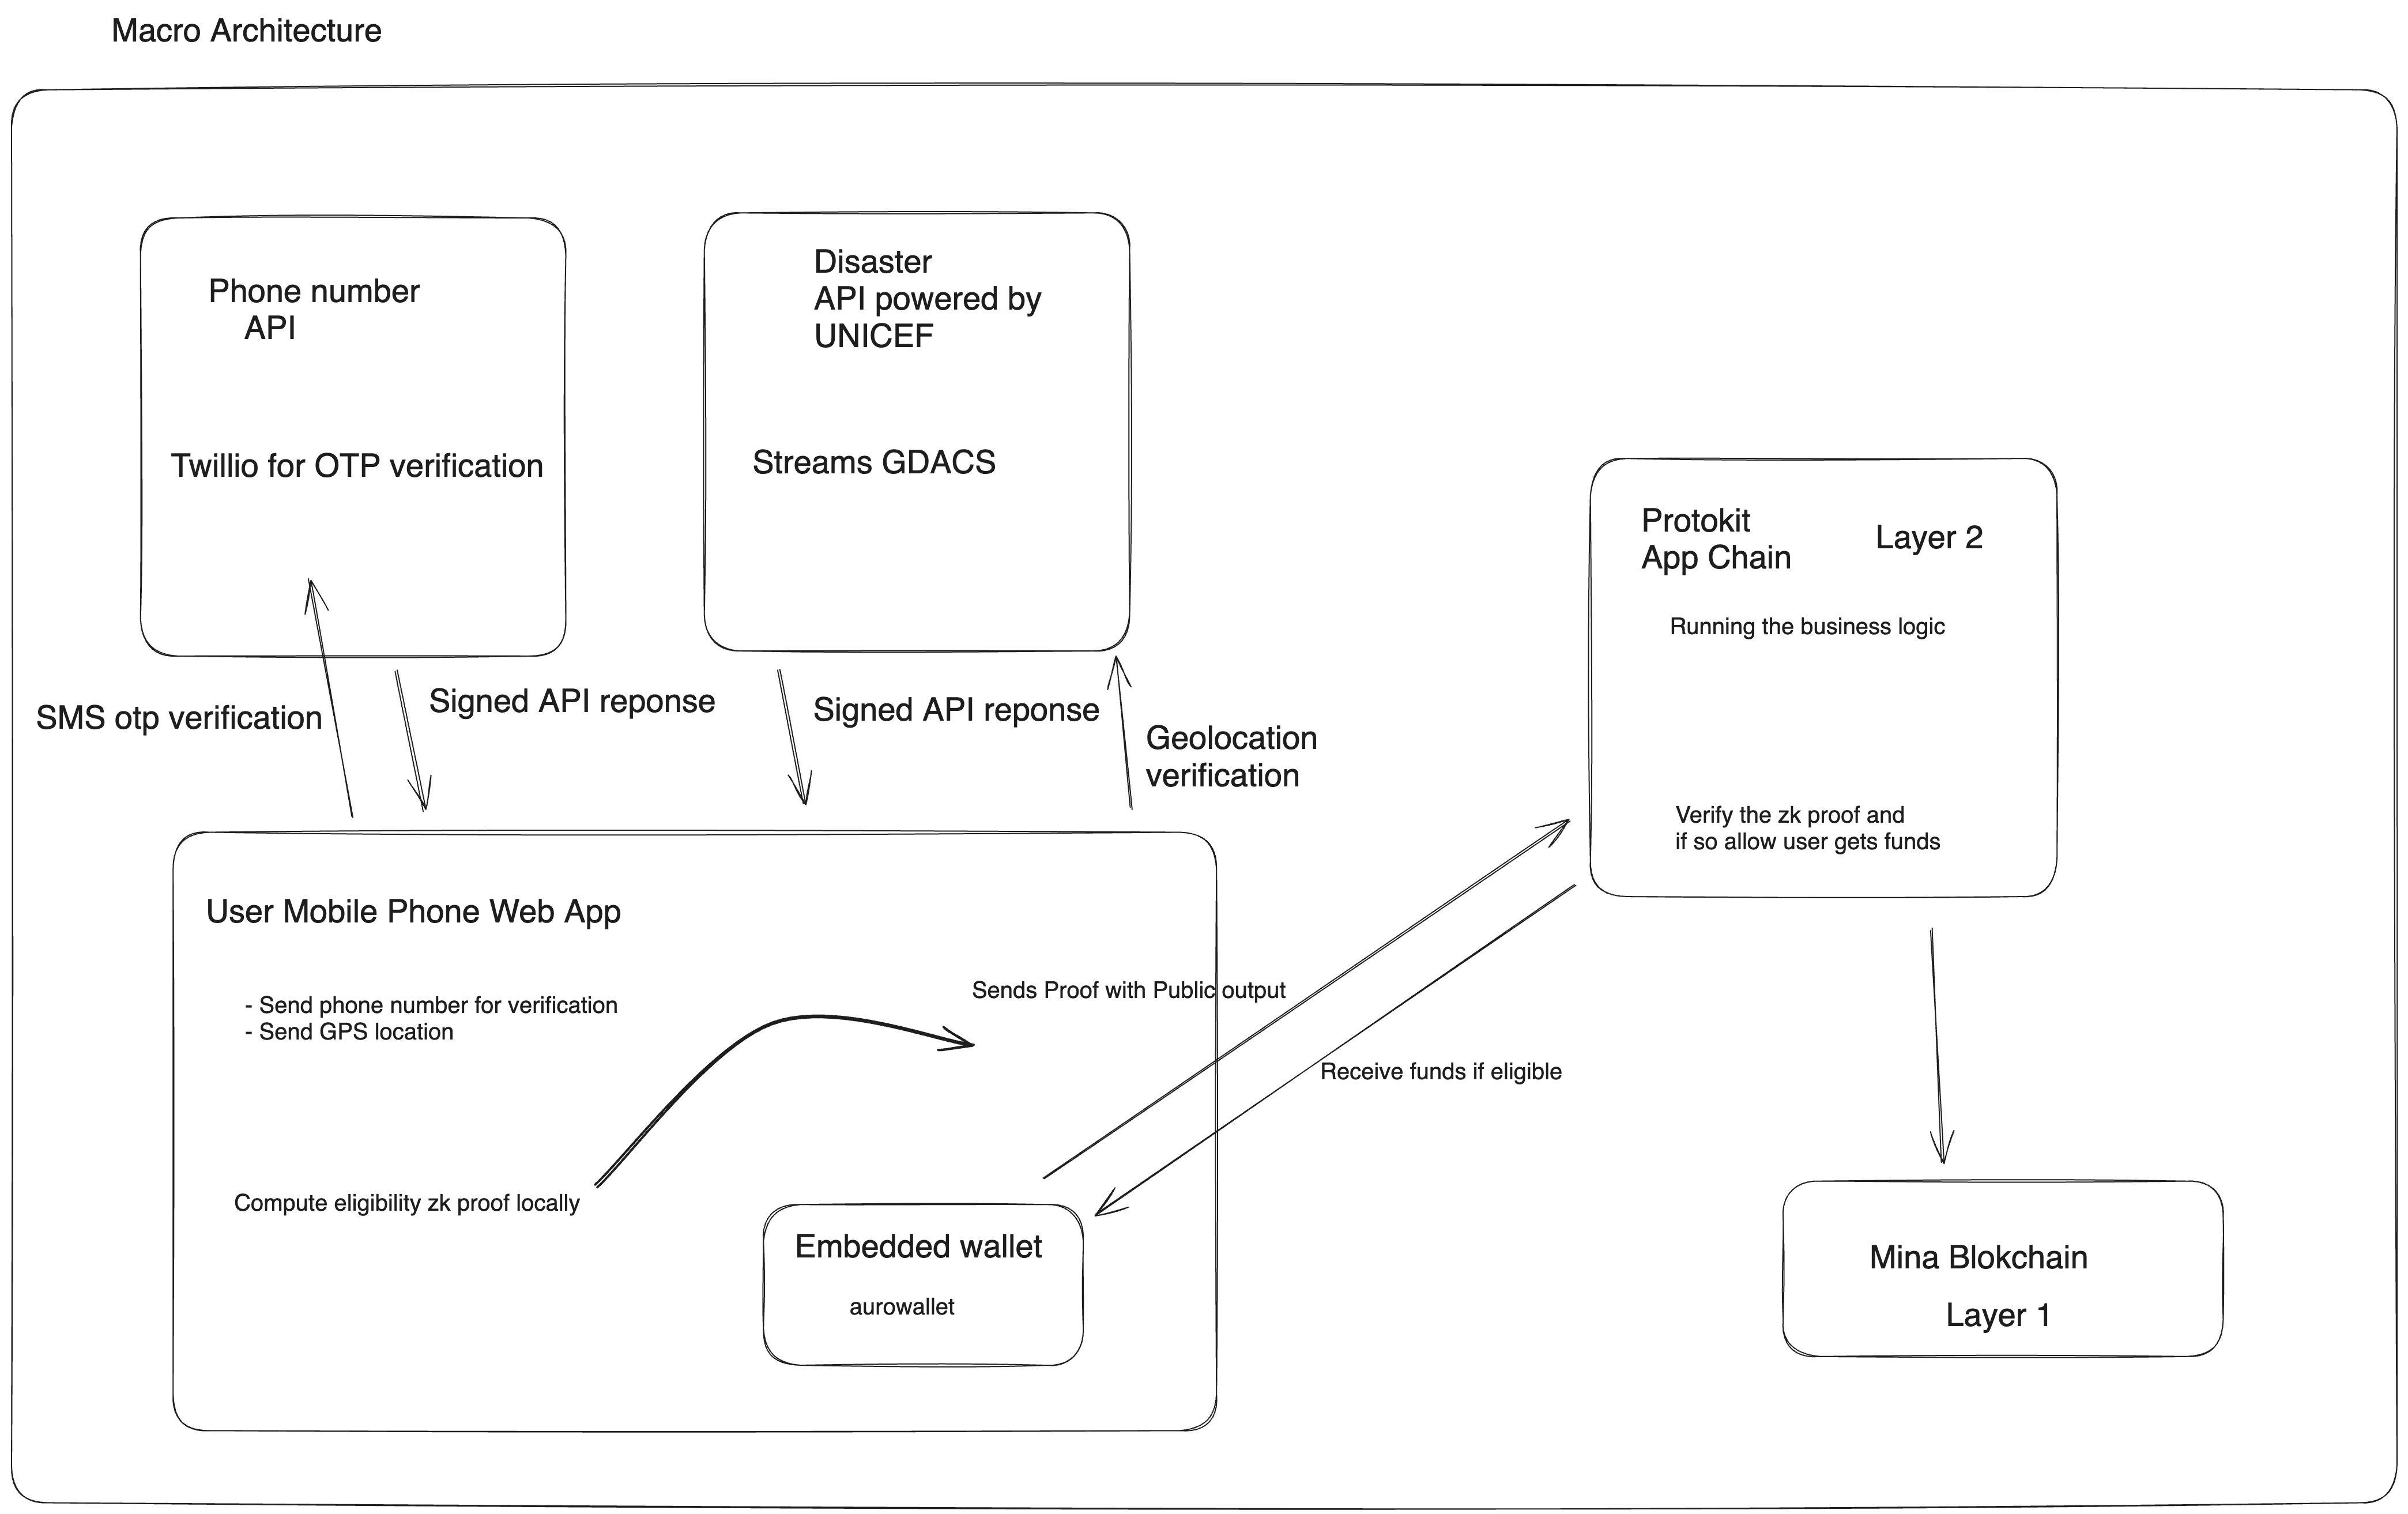 Macro Architecture
Phone number
API
Twillio for OTP verification
Disaster
API powered by
UNICEF
Streams GDACS
Protokit
App Chain
Layer 2
Running the business logic
Verify the zk proof and
if so allow user gets funds
SMS otp verification
Signed API reponse
Signed API reponse
Geolocation
verification
User Mobile Phone Web App
- Send phone number for verification
- Send GPS location
Sends Proof with Public output
Receive funds if eligible
Compute eligibility zk proof locally
Embedded wallet
aurowallet
Mina Blokchain
Layer 1